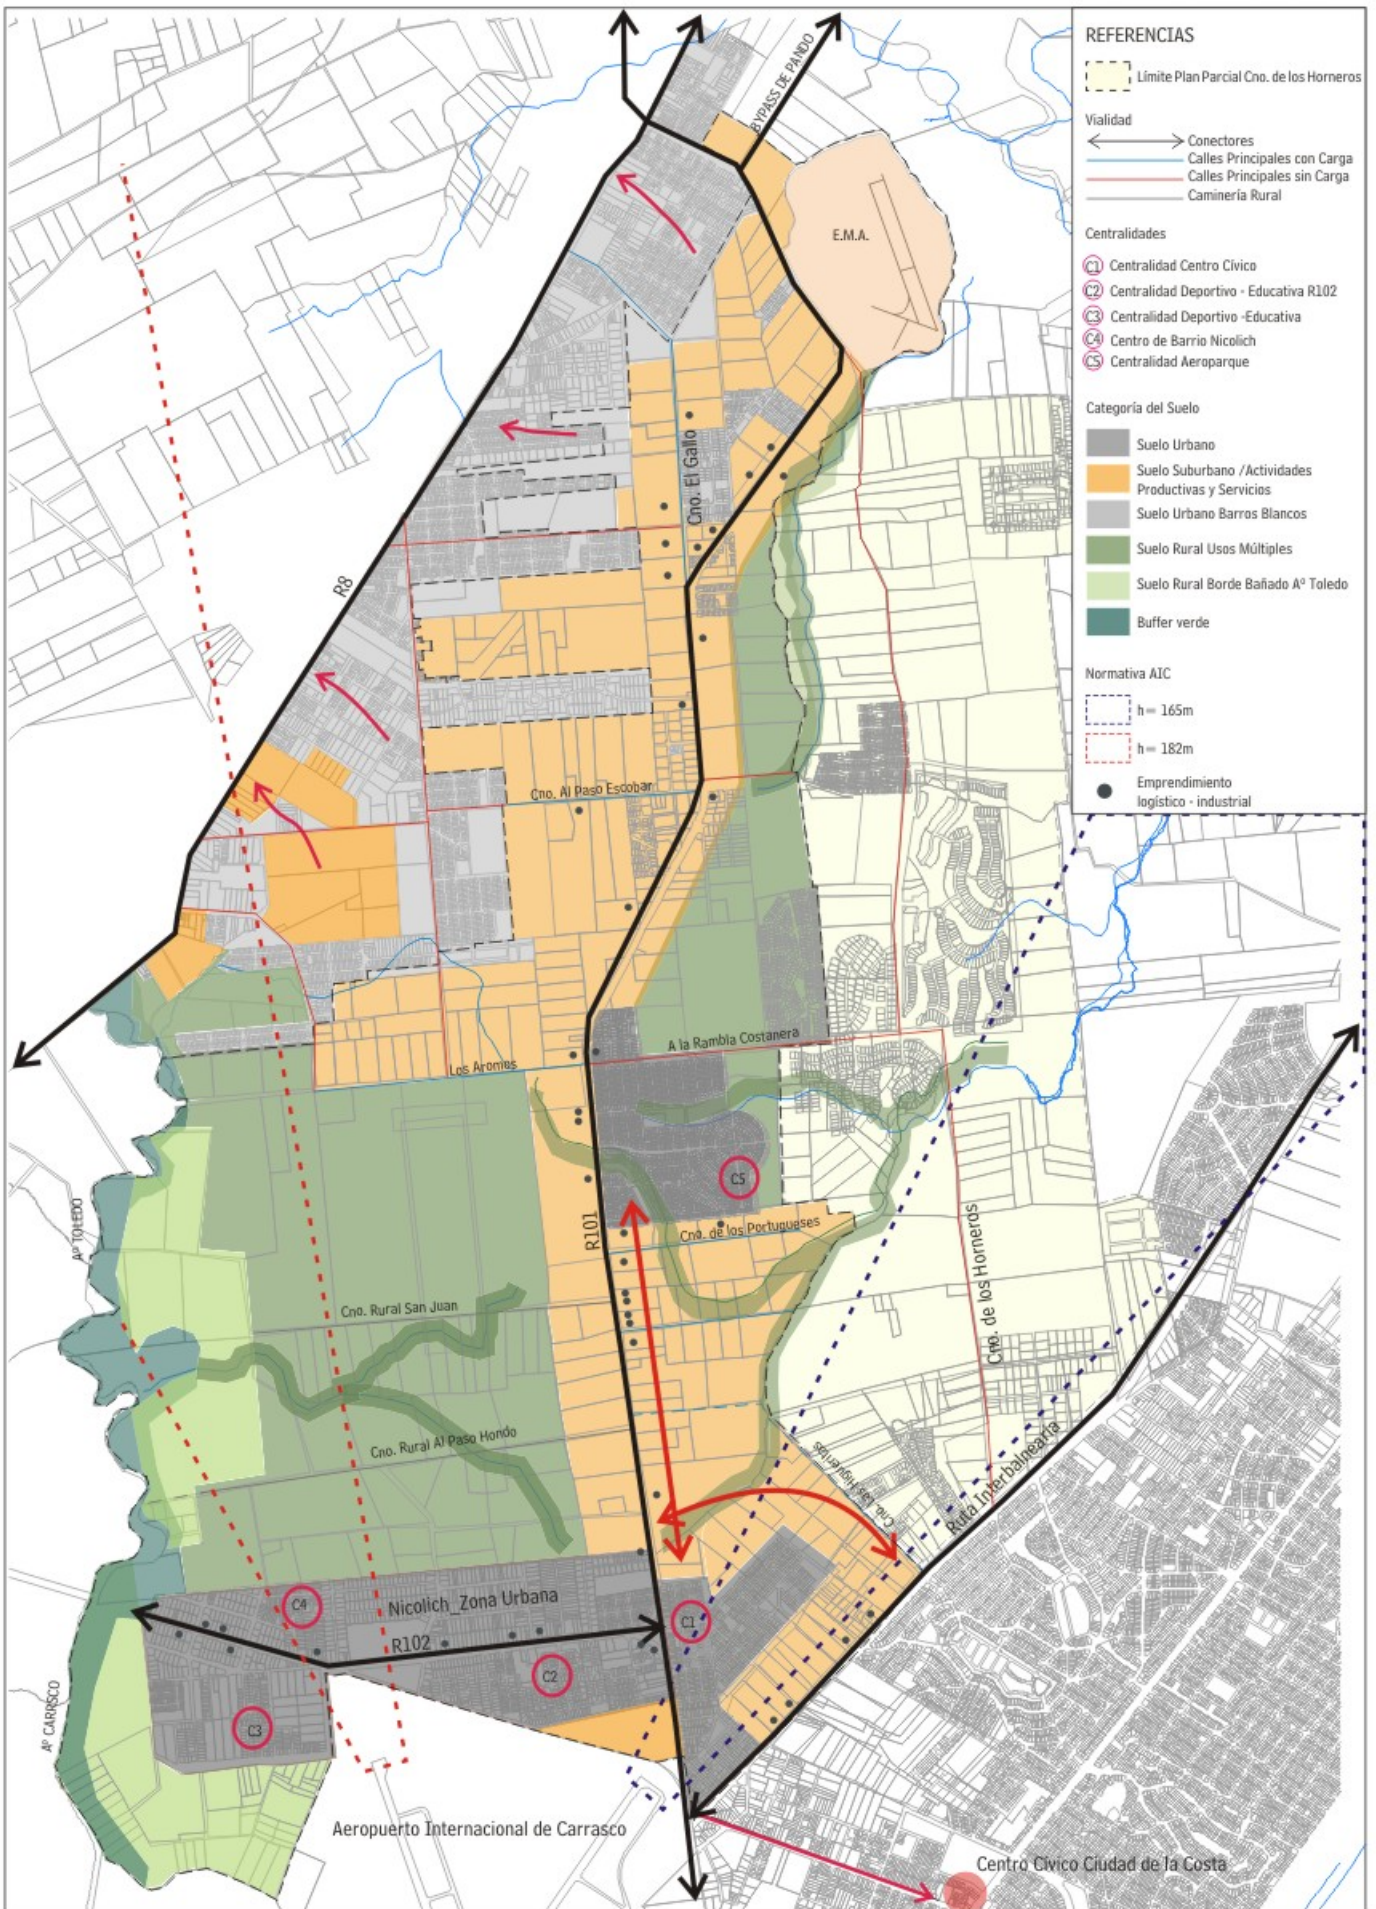 REFERENCIAS
Límite Plan Parcial Cno. de los Horneros
Vialidad
Conectores
Calles Principales con Carga
Calles Principales sin Carga
Caminería Rural
Centralidades
C1 Centralidad Centro Cívico
C2 Centralidad Deportivo - Educativa R102
C3 Centralidad Deportivo -Educativa
C4 Centro de Barrio Nicolich
C5 Centralidad Aeroparque
Categoría del Suelo
Suelo Urbano
Suelo Suburbano /Actividades
Productivas y Servicios
Suelo Urbano Barros Blancos
Suelo Rural Usos Múltiples
Suelo Rural Borde Bañado Aº Toledo
Buffer verde
Normativa AIC
h= 165m
h= 182m
Emprendimiento
logístico - industrial
BYPASS DE PANDO
E.M.A.
Cno. El Gallo
R8
Cno. Al Paso Escobar
A la Rambla Costanera
Los Aromos
C5
Aº TOLEDO
R101
Cno. de los Portugueses
Cno. Rural San Juan
Cno. de los Horneros
Cno. Rural Al Paso Hondo
Cno. Las Higueritas
Ruta Interbalnearia
C4
Nicolich_Zona Urbana
C1
R102
C2
C3
Aº CARRSCO
Aeropuerto Internacional de Carrasco
Centro Cívico Ciudad de la Costa